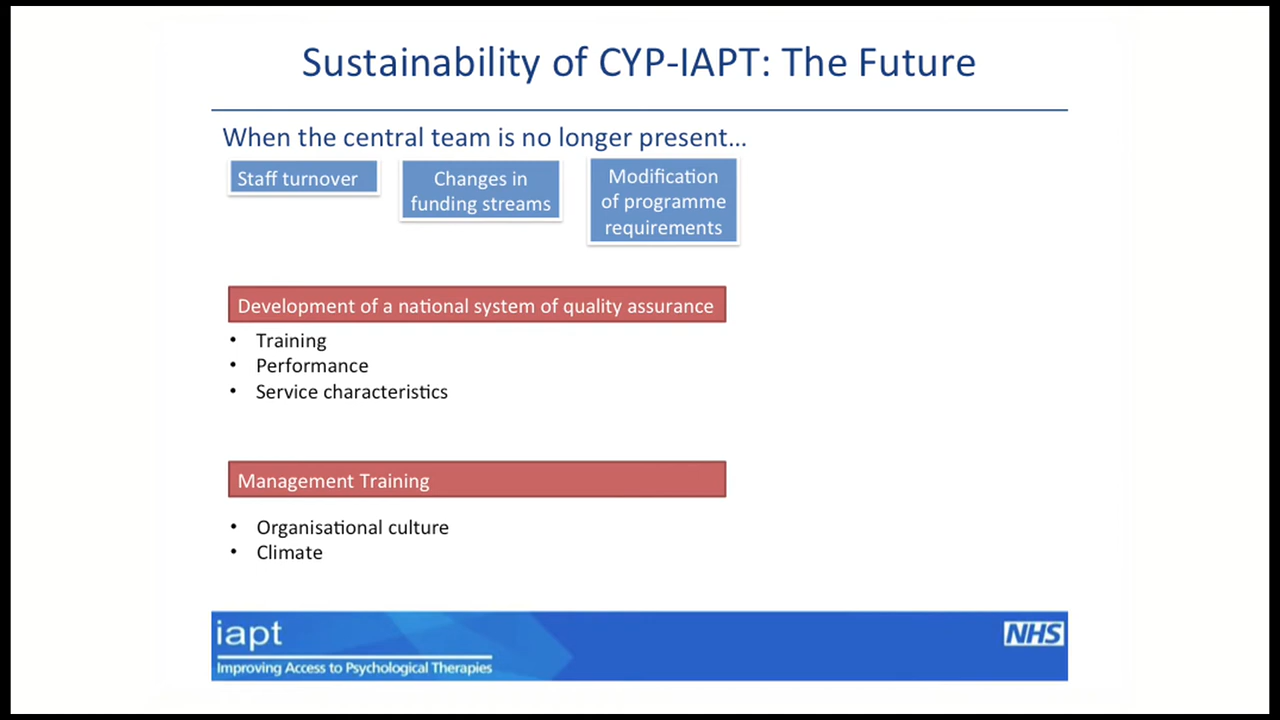 Sustainability of CYP-IAPT: The Future
When the central team is no longer present...
Staff turnover
Changes in
funding streams
Modification
of programme
requirements
Development of a national system of quality assurance
• Training
• Performance
• Service characteristics
Management Training
• Organisational culture
• Climate
iapt
Improving Access to Psychological Therapies
NHS